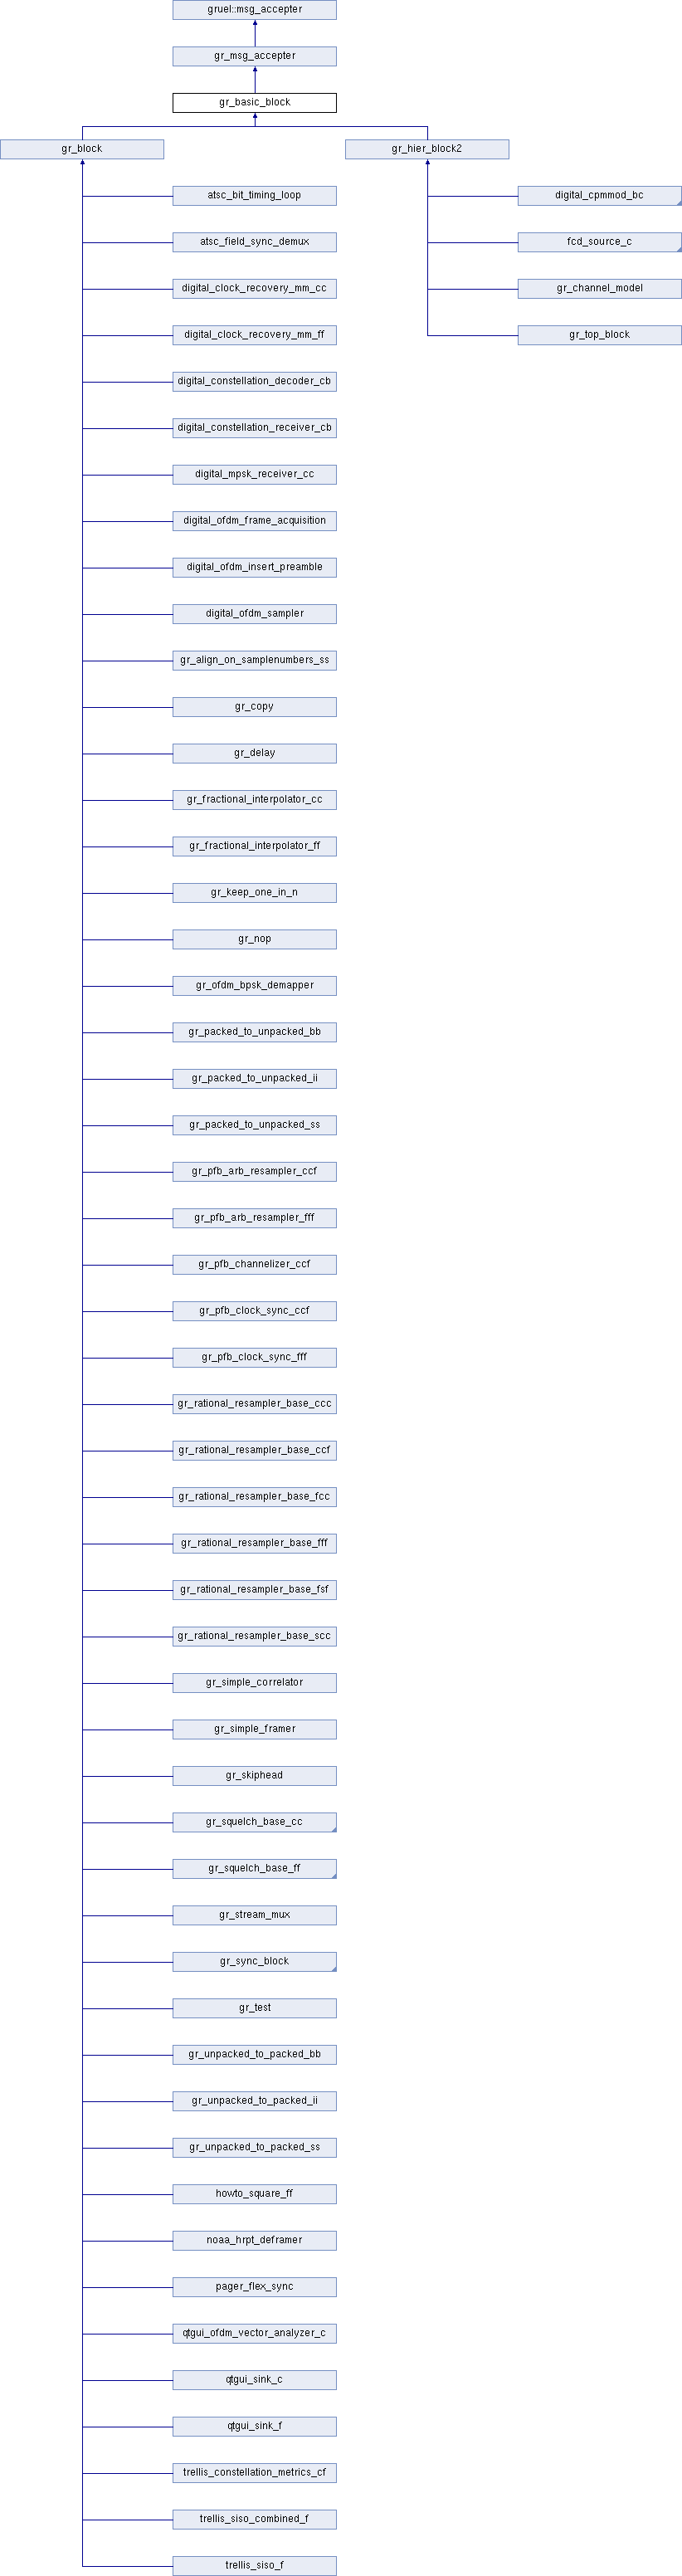 gruel::msg_accepter
gr_msg_accepter
gr_basic_block
gr_block
gr_hier_block2
atsc_bit_timing_loop
digital_cpmmod_bc
atsc_field_sync_demux
fcd_source_c
digital_clock_recovery_mm_cc
gr_channel_model
digital_clock_recovery_mm_ff
gr_top_block
digital_constellation_decoder_cb
digital_constellation_receiver_cb
digital_mpsk_receiver_cc
digital_ofdm_frame_acquisition
digital_ofdm_insert_preamble
digital_ofdm_sampler
gr_align_on_samplenumbers_ss
gr_copy
gr_delay
gr_fractional_interpolator_cc
gr_fractional_interpolator_ff
gr_keep_one_in_n
gr_nop
gr_ofdm_bpsk_demapper
gr_packed_to_unpacked_bb
gr_packed_to_unpacked_ii
gr_packed_to_unpacked_ss
gr_pfb_arb_resampler_ccf
gr_pfb_arb_resampler_fff
gr_pfb_channelizer_ccf
gr_pfb_clock_sync_ccf
gr_pfb_clock_sync_fff
gr_rational_resampler_base_ccc
gr_rational_resampler_base_ccf
gr_rational_resampler_base_fcc
gr_rational_resampler_base_fff
gr_rational_resampler_base_fsf
gr_rational_resampler_base_scc
gr_simple_correlator
gr_simple_framer
gr_skiphead
gr_squelch_base_cc
gr_squelch_base_ff
gr_stream_mux
gr_sync_block
gr_test
gr_unpacked_to_packed_bb
gr_unpacked_to_packed_ii
gr_unpacked_to_packed_ss
howto_square_ff
noaa_hrpt_deframer
pager_flex_sync
qtgui_ofdm_vector_analyzer_c
qtgui_sink_c
qtgui_sink_f
trellis_constellation_metrics_cf
trellis_siso_combined_f
trellis_siso_f